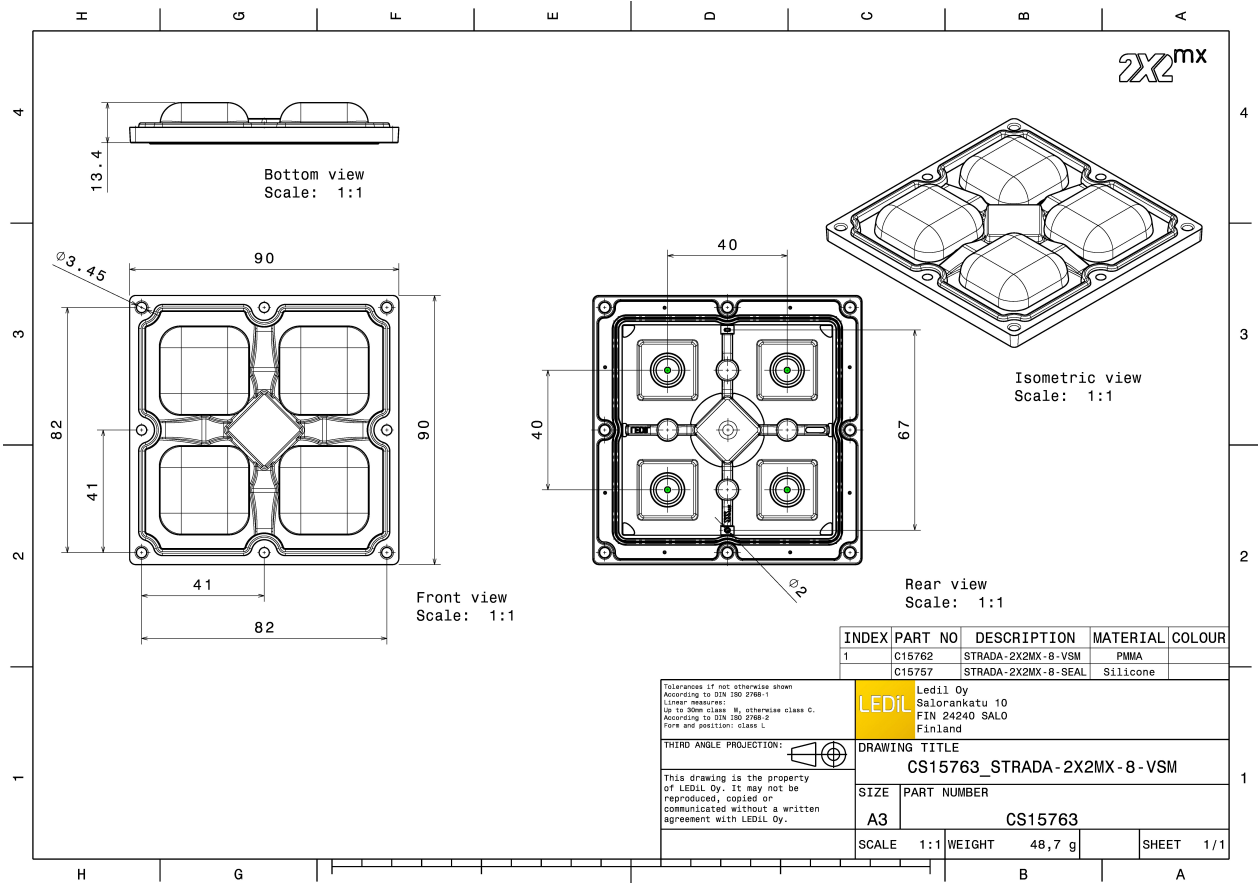 H G F E D C B A
2X2mx
4 4
13.4
Bottom view
Scale: 1:1
Ø3.45
90
40
3 3
82
90
40
67
41
Isometric view
Scale: 1:1
2 2
41
82
Front view
Scale: 1:1
Ø2
Rear view
Scale: 1:1
INDEX PART NO DESCRIPTION MATERIAL COLOUR
1 C15762 STRADA-2X2MX-8-VSM PMMA
C15757 STRADA-2X2MX-8-SEAL Silicone
Tolerances if not otherwise shown
According to DIN ISO 2768-1
Linear measures:
Up to 30mm class M, otherwise class C.
According to DIN ISO 2768-2
Form and position: class L
LEDiL
Ledil Oy
Salorankatu 10
FIN 24240 SALO
Finland
THIRD ANGLE PROJECTION:
DRAWING TITLE
CS15763_STRADA-2X2MX-8-VSM
This drawing is the property
of LEDiL Oy. It may not be
reproduced, copied or
communicated without a written
agreement with LEDiL Oy.
SIZE PART NUMBER
A3 CS15763
SCALE 1:1 WEIGHT 48,7 g SHEET 1/1
1 1
H G B A